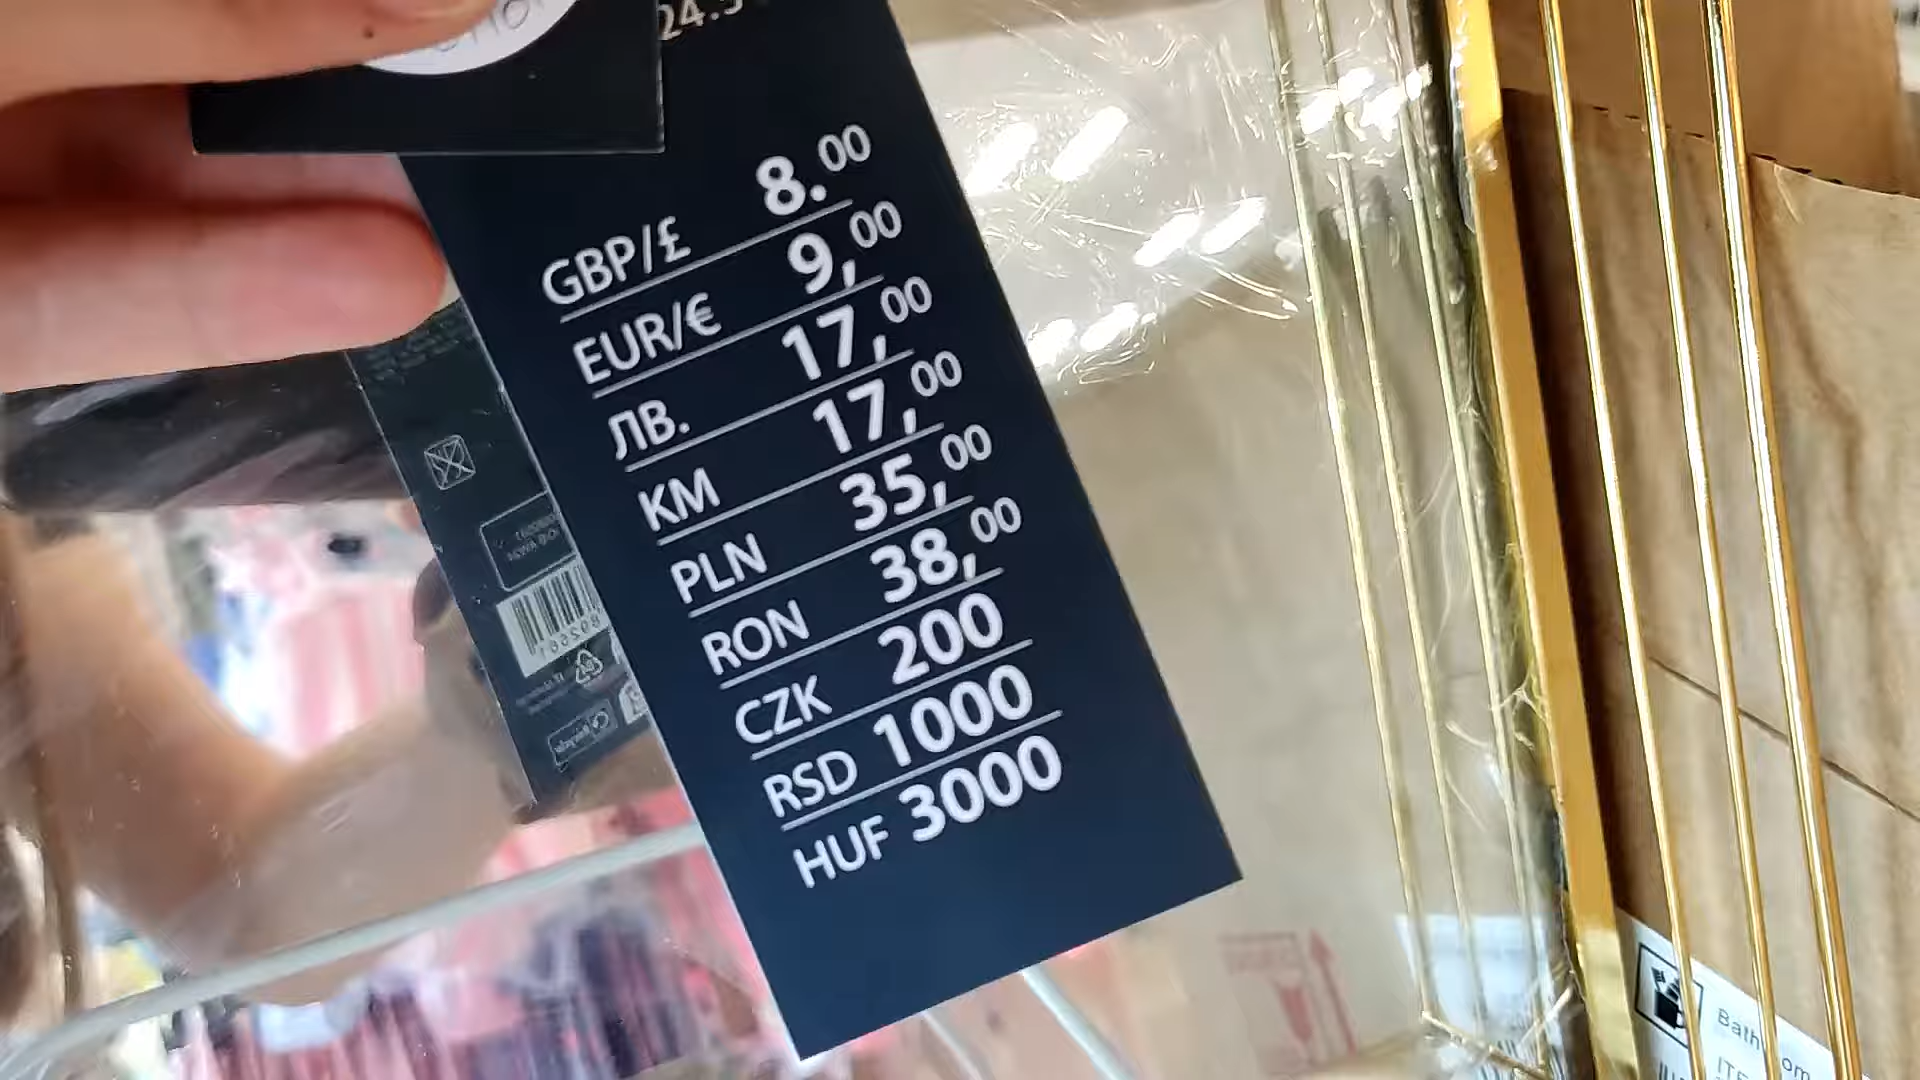 GBP/£ 8.00
EUR/€ 9,00
ЛВ. 17,00
KM 17,00
PLN 35,00
RON 38,00
CZK 200
RSD 1000
HUF 3000